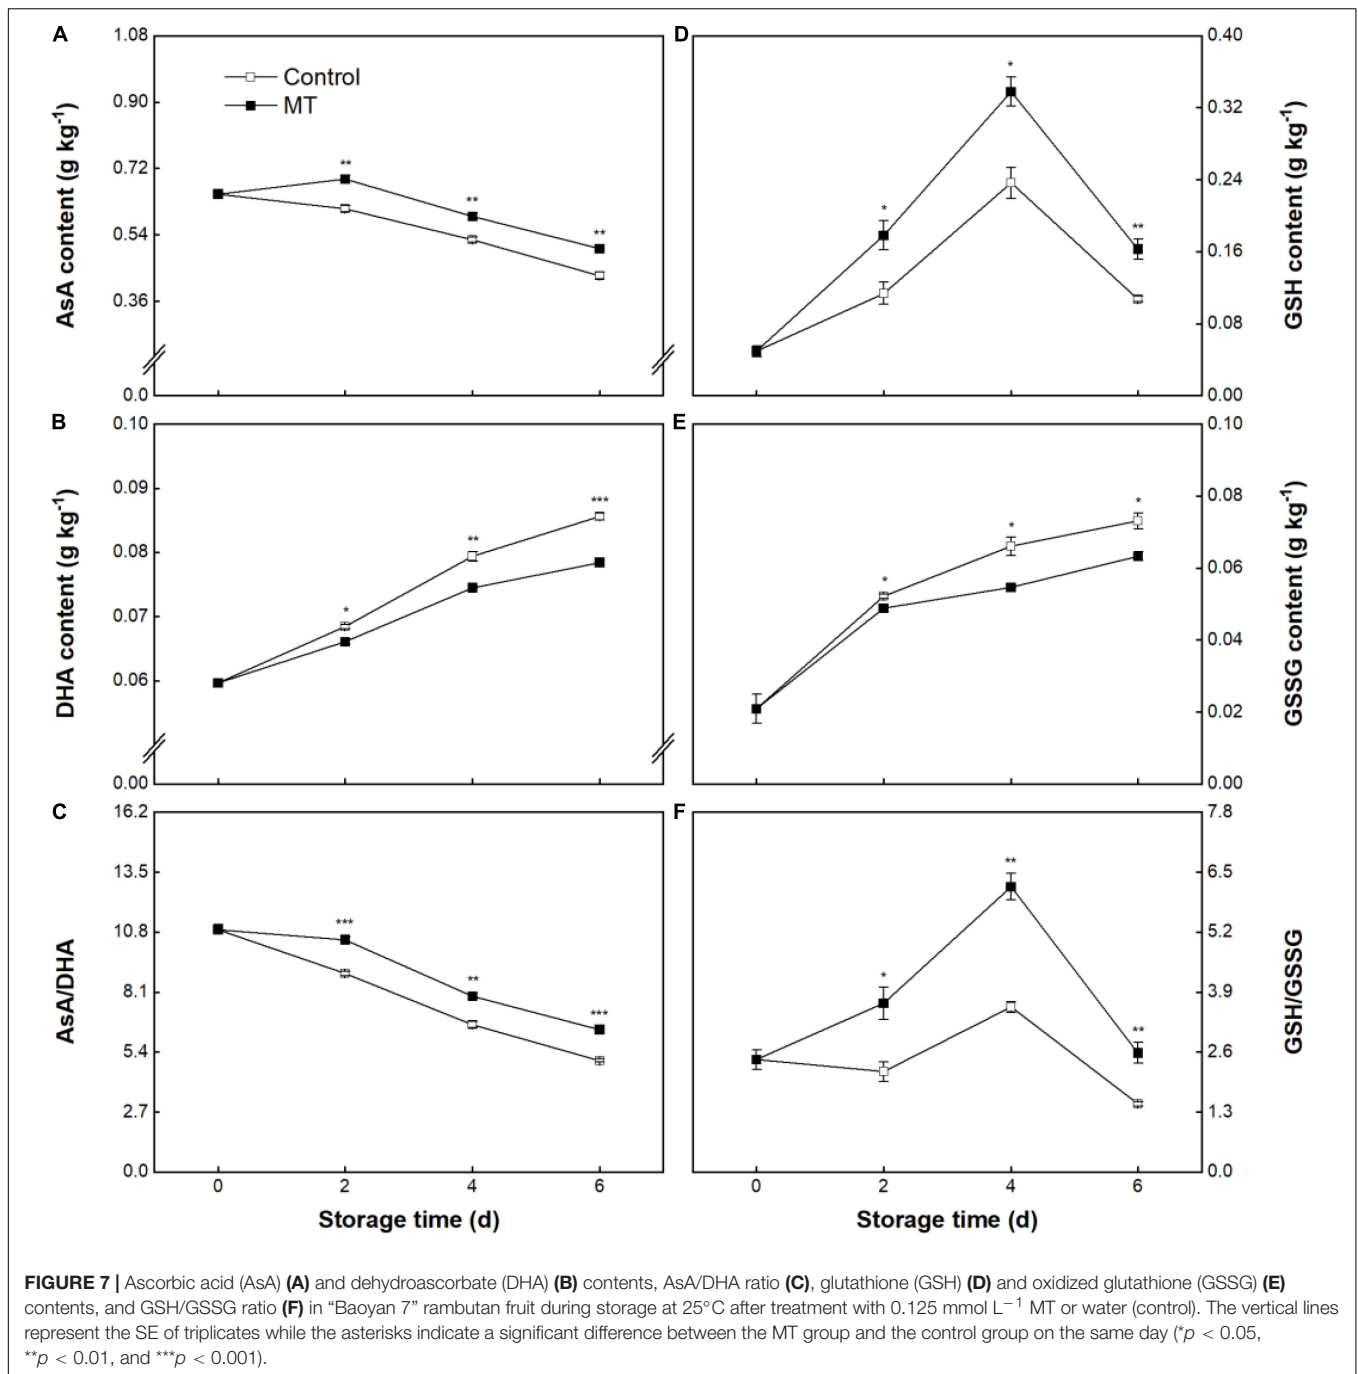 A
1.08
0.90
0.72
0.54
0.36
0.0
AsA content (g kg-1)
Control
MT
**
**
**
D
0.40
0.32
0.24
0.16
0.08
0.00
GSH content (g kg-1)
*
*
**
B
0.10
0.09
0.08
0.07
0.06
0.00
DHA content (g kg-1)
*
**
***
E
0.10
0.08
0.06
0.04
0.02
0.00
GSSG content (g kg-1)
*
*
*
C
16.2
13.5
10.8
8.1
5.4
2.7
0.0
AsA/DHA
***
**
***
0 2 4 6
Storage time (d)
F
7.8
6.5
5.2
3.9
2.6
1.3
0.0
GSH/GSSG
*
**
**
0 2 4 6
Storage time (d)
FIGURE 7 | Ascorbic acid (AsA) (A) and dehydroascorbate (DHA) (B) contents, AsA/DHA ratio (C), glutathione (GSH) (D) and oxidized glutathione (GSSG) (E)
contents, and GSH/GSSG ratio (F) in “Baoyan 7” rambutan fruit during storage at 25°C after treatment with 0.125 mmol L−1 MT or water (control). The vertical lines
represent the SE of triplicates while the asterisks indicate a significant difference between the MT group and the control group on the same day (*p < 0.05,
**p < 0.01, and ***p < 0.001).